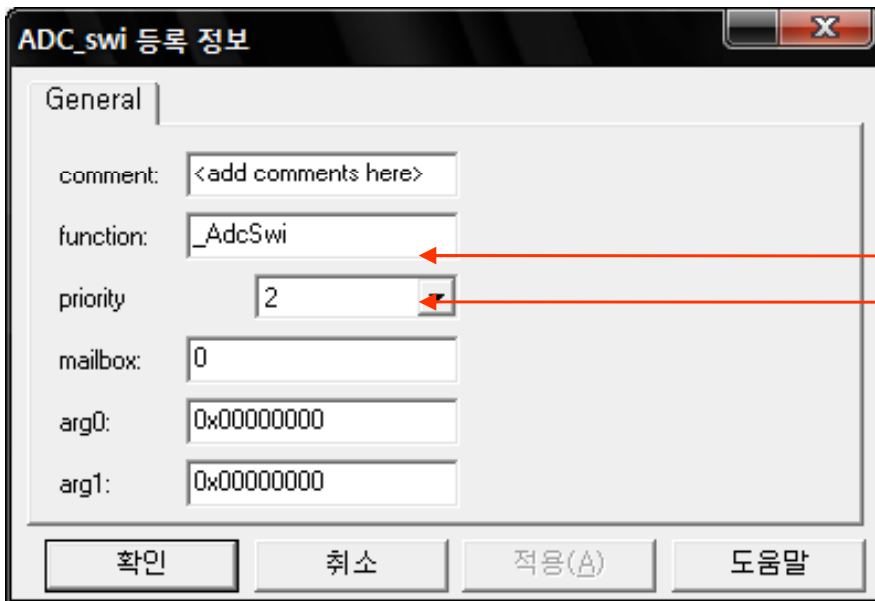 ADC_swi 등록 정보
General
comment: <add comments here>
function: _AdcSwi
priority 2
mailbox: 0
arg0: 0x00000000
arg1: 0x00000000
확인 취소 적용(A) 도움말